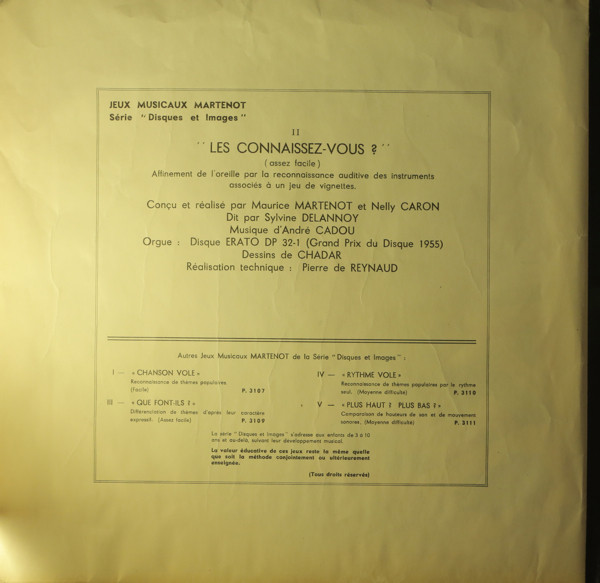 JEUX MUSICAUX MARTENOT
Série "Disques et Images"
II
"LES CONNAISSEZ-VOUS ?"
(assez facile)
Affinement de l'oreille par la reconnaissance auditive des instruments
associés à un jeu de vignettes.
Conçu et réalisé par Maurice MARTENOT et Nelly CARON
Dit par Sylvine DELANNOY
Musique d'André CADOU
Orgue : Disque ERATO DP 32-1 (Grand Prix du Disque 1955)
Dessins de CHADAR
Réalisation technique : Pierre de REYNAUD
Autres Jeux Musicaux MARTENOT de la Série "Disques et Images" :
I — « CHANSON VOLE »
Reconnaissance de thèmes populaires
(Facile) P. 3107
III — « QUE FONT-ILS ? »
Différenciation de thèmes d'après leur caractère
expressif. (Assez facile) P. 3109
IV — « RYTHME VOLE »
Reconnaissance de thèmes populaires par le rythme
seul. (Moyenne difficulté) P. 3110
V — « PLUS HAUT ? PLUS BAS ? »
Comparaison de hauteurs de son et de mouvement
sonores. (Moyenne difficulté) P. 3111
La série "Disques et Images" s'adresse aux enfants de 5 à 10
ans et au-delà, suivant leur développement musical.
La valeur éducative de ces jeux reste la même quelle
que soit la méthode conjointement ou ultérieurement
enseignée.
(Tous droits réservés)